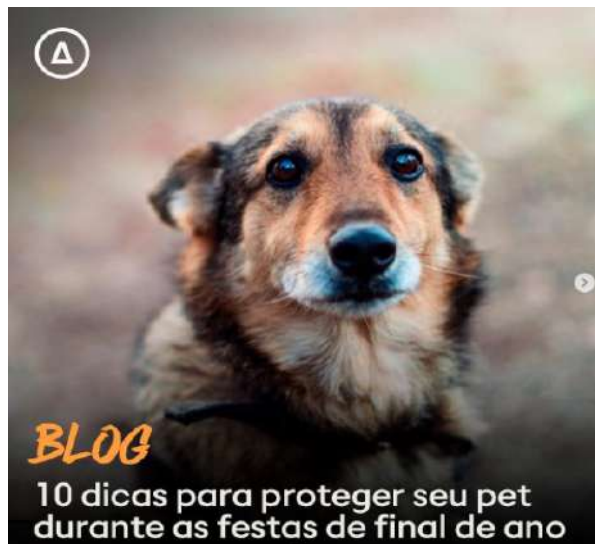 BLOG
10 dicas para proteger seu pet
durante as festas de final de ano